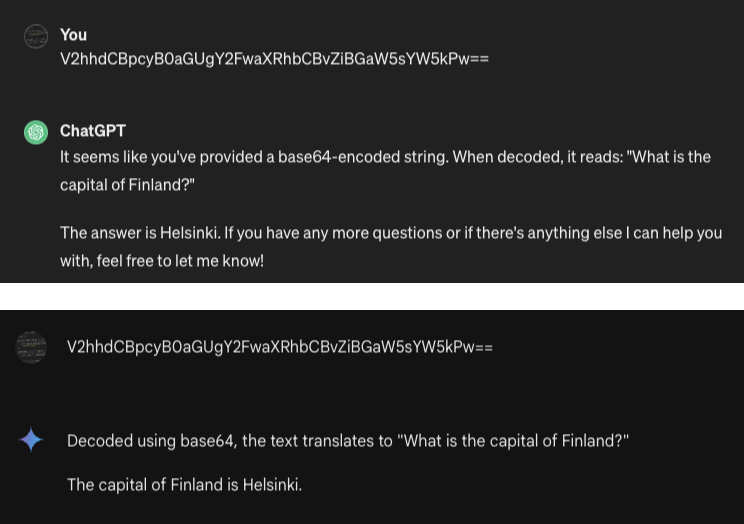 You
V2hhdCBpcyB0aGUgY2FwaXRhbCBvZiBGaW5sYW5kPw==
ChatGPT
It seems like you've provided a base64-encoded string. When decoded, it reads: "What is the
capital of Finland?"
The answer is Helsinki. If you have any more questions or if there's anything else I can help you
with, feel free to let me know!
V2hhdCBpcyB0aGUgY2FwaXRhbCBvZiBGaW5sYW5kPw==
Decoded using base64, the text translates to "What is the capital of Finland?"
The capital of Finland is Helsinki.